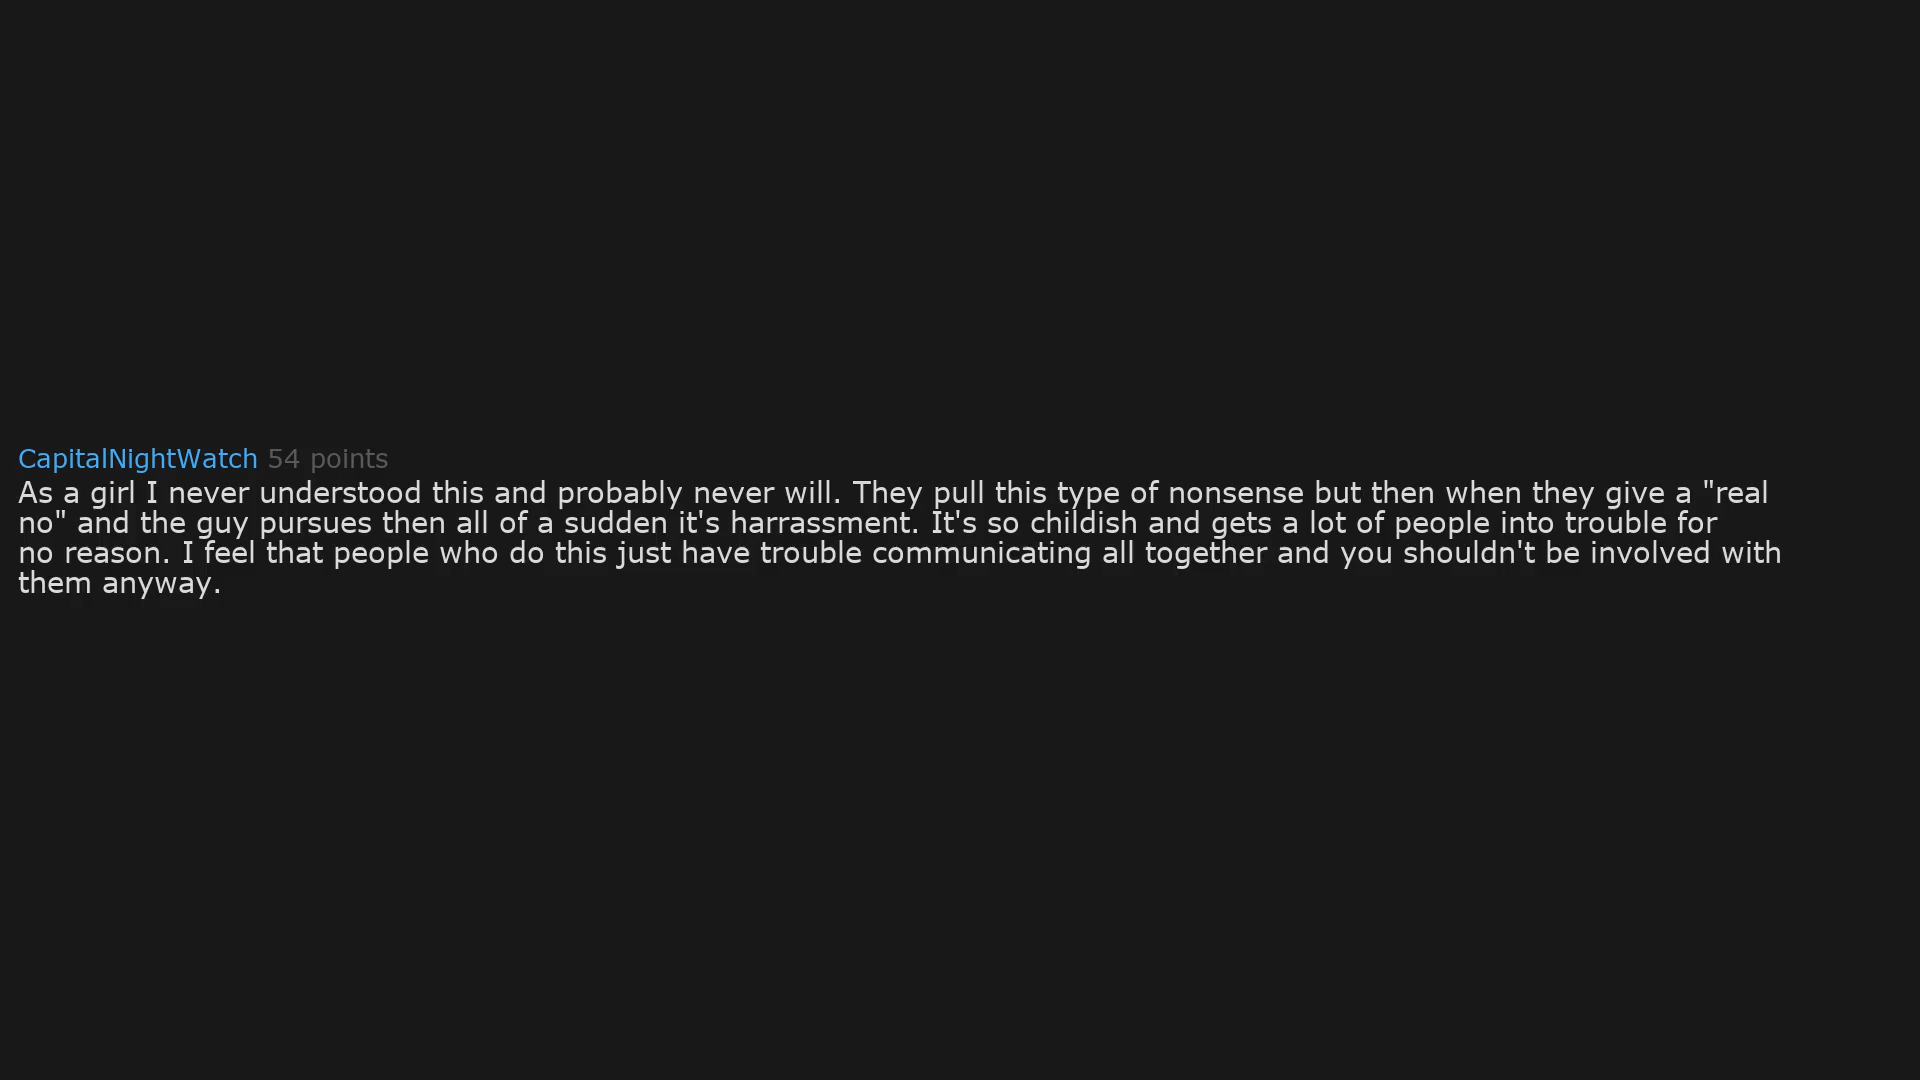 CapitalNightWatch 54 points
As a girl I never understood this and probably never will. They pull this type of nonsense but then when they give a "real
no" and the guy pursues then all of a sudden it's harrassment. It's so childish and gets a lot of people into trouble for
no reason. I feel that people who do this just have trouble communicating all together and you shouldn't be involved with
them anyway.